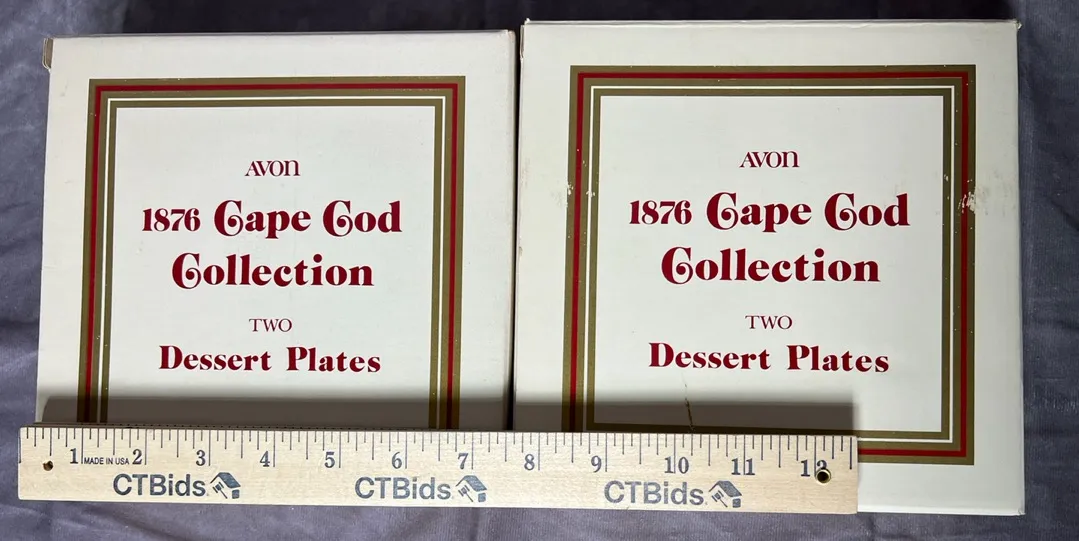 AVON
1876 Cape Cod
Collection
TWO
Dessert Plates
AVON
1876 Cape Cod
Collection
TWO
Dessert Plates
1 MADE IN USA 2 3 4 5 6 7 8 9 10 11 12
CTBids CTBids CTBids